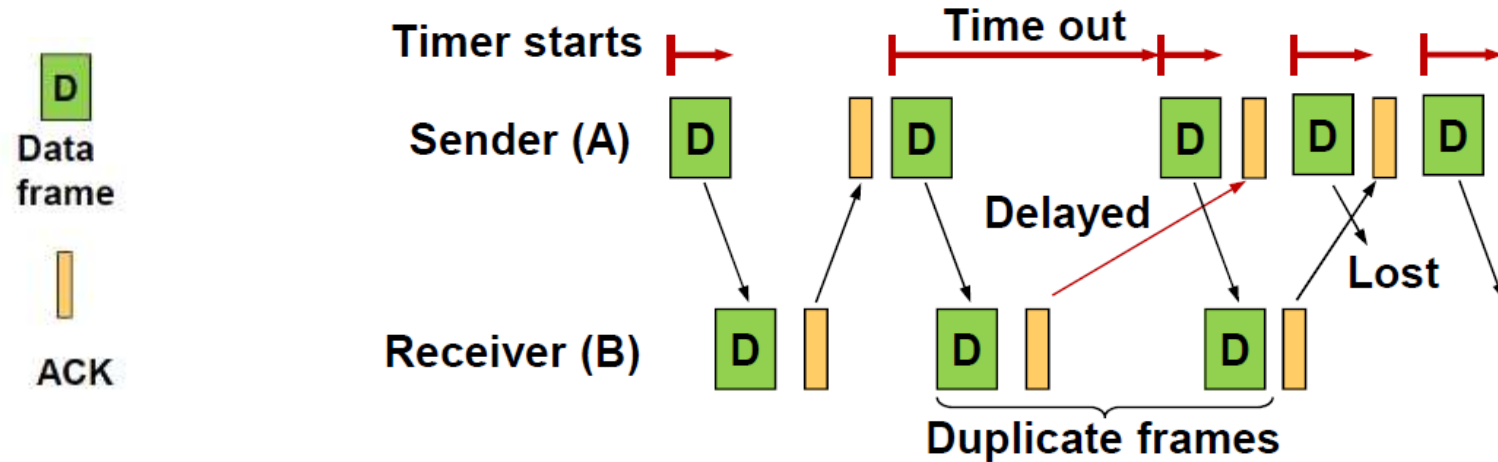 D
Data
frame
ACK
Timer starts
Time out
Sender (A)
D
D
D
D
D
Delayed
Lost
Receiver (B)
D
D
D
Duplicate frames